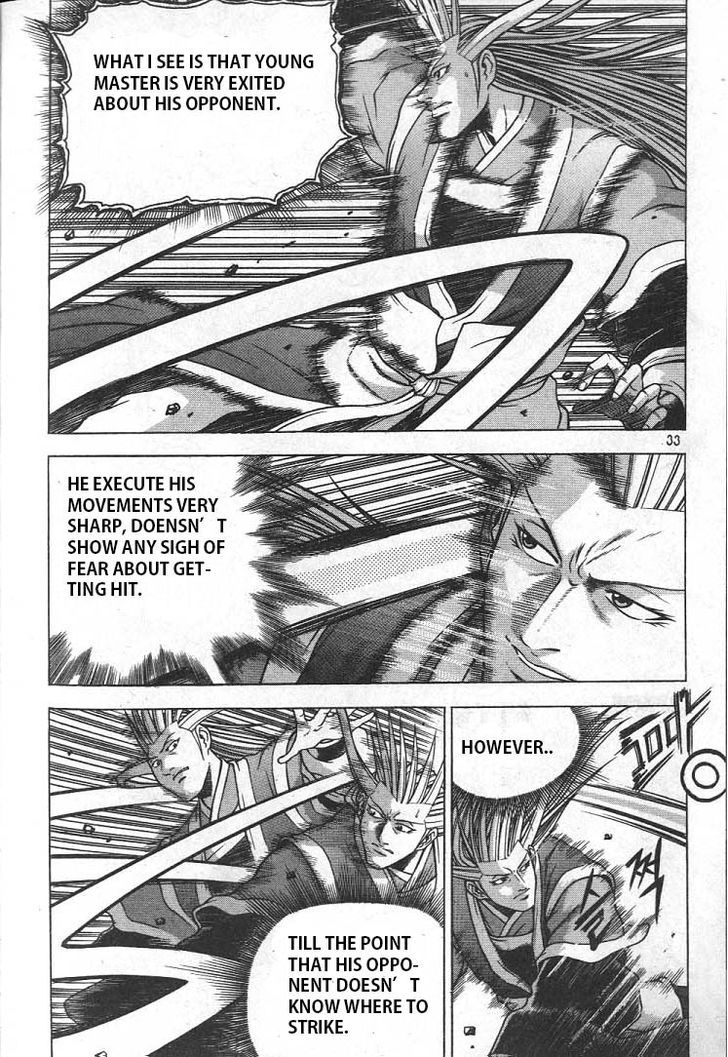 WHAT I SEE IS THAT YOUNG
MASTER IS VERY EXITED
ABOUT HIS OPPONENT.
33
HE EXECUTE HIS
MOVEMENTS VERY
SHARP, DOENSN'T
SHOW ANY SIGH OF
FEAR ABOUT GET-
TING HIT.
TILL THE POINT
THAT HIS OPPO-
NENT DOESN'T
KNOW WHERE TO
STRIKE.
HOWEVER..